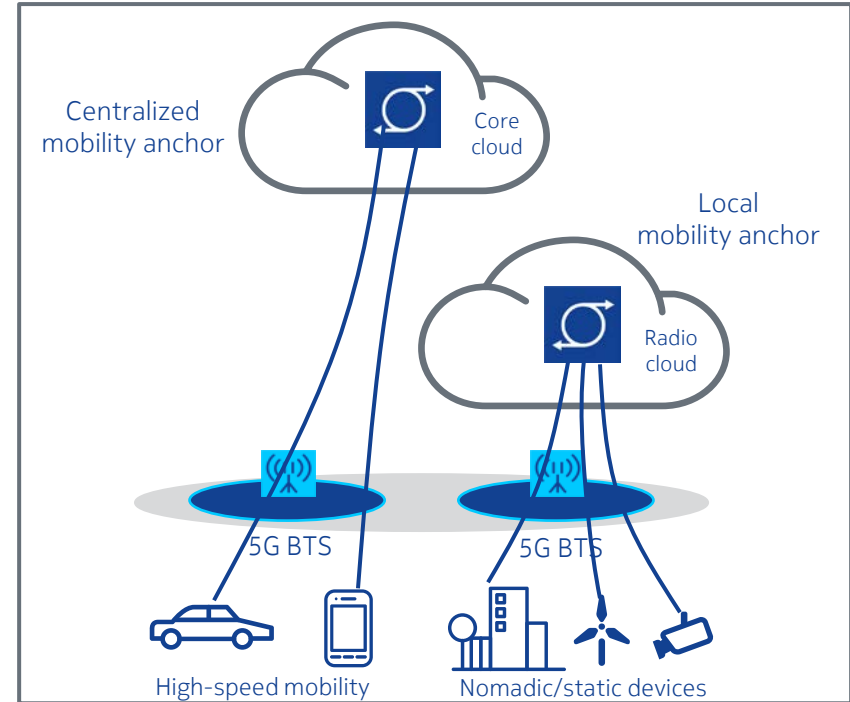 Centralized
mobility anchor
Core
cloud
Local
mobility anchor
Radio
cloud
5G BTS
5G BTS
High-speed mobility
Nomadic/static devices